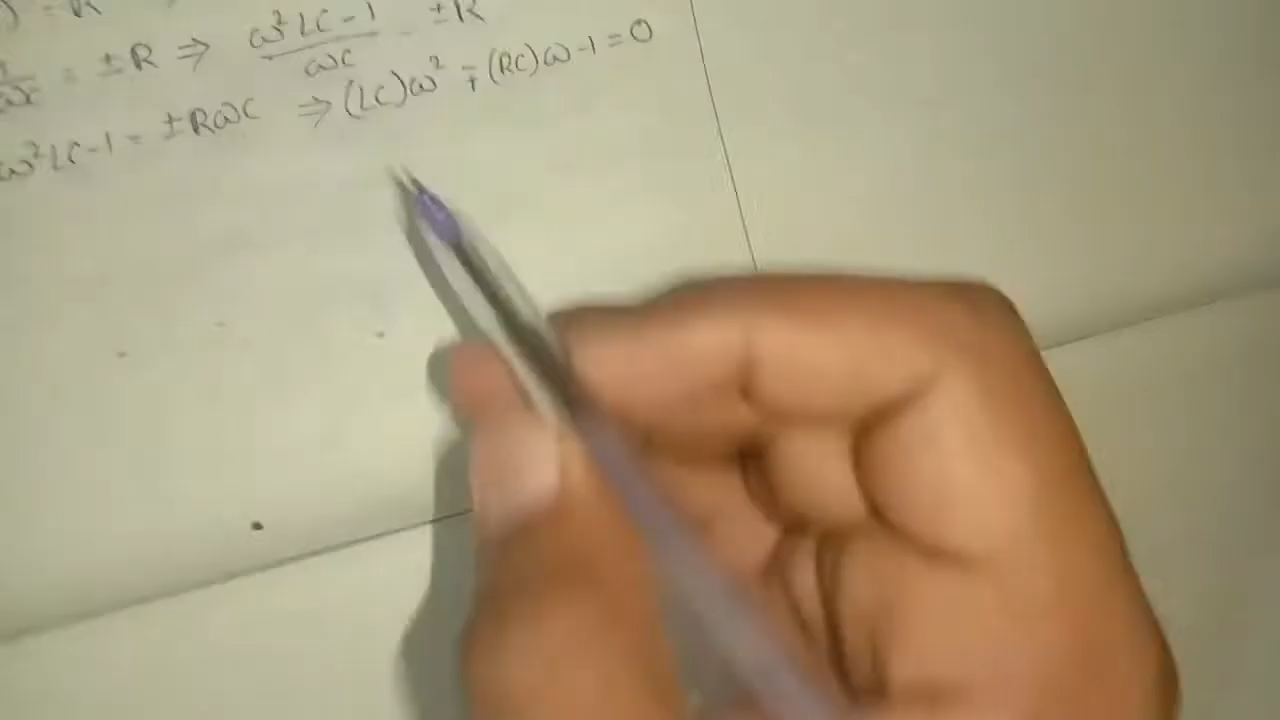 = R
= ±R ⇒ (ω²LC-1)/(ωC) = ±R
ω²LC-1 = ±RωC ⇒ (LC)ω² ∓ (RC)ω-1=0